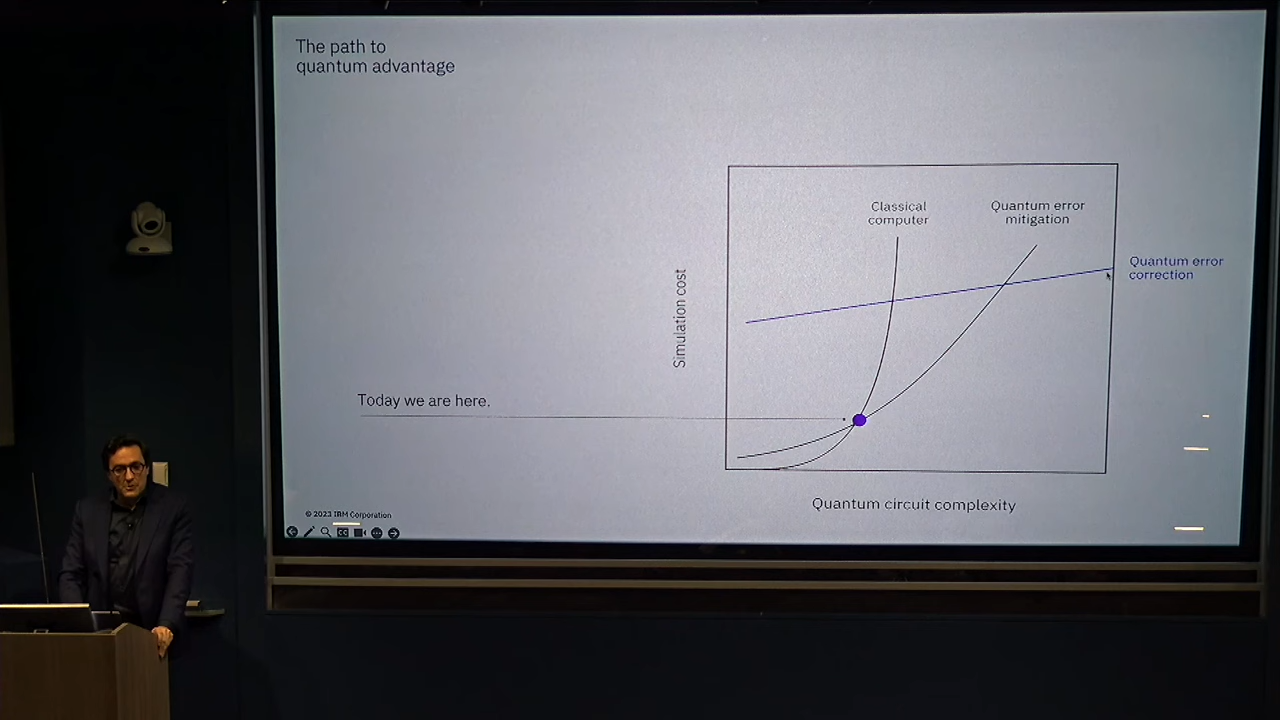 The path to
quantum advantage
Classical
computer
Quantum error
mitigation
Quantum error
correction
Simulation cost
Today we are here.
Quantum circuit complexity
© 2023 IBM Corporation
CC